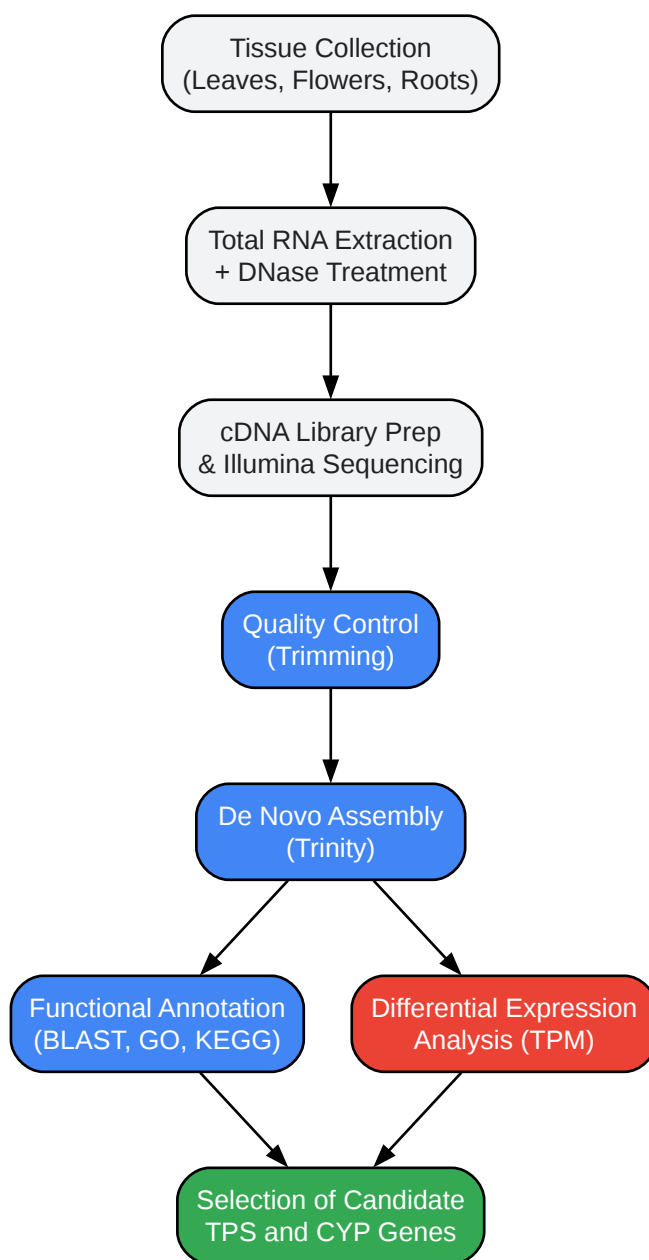 Tissue Collection
(Leaves, Flowers, Roots)
Total RNA Extraction
+ DNase Treatment
cDNA Library Prep
& Illumina Sequencing
Quality Control
(Trimming)
De Novo Assembly
(Trinity)
Functional Annotation
(BLAST, GO, KEGG)
Differential Expression
Analysis (TPM)
Selection of Candidate
TPS and CYP Genes